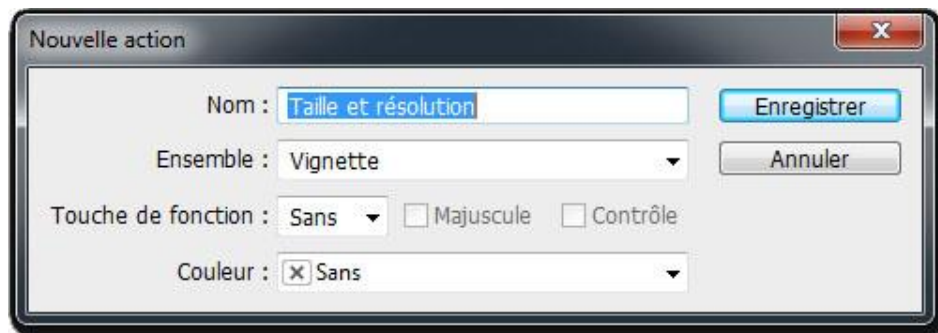 Nouvelle action
Nom : Taille et résolution Enregistrer
Ensemble : Vignette Annuler
Touche de fonction : Sans Majuscule Contrôle
Couleur : Sans